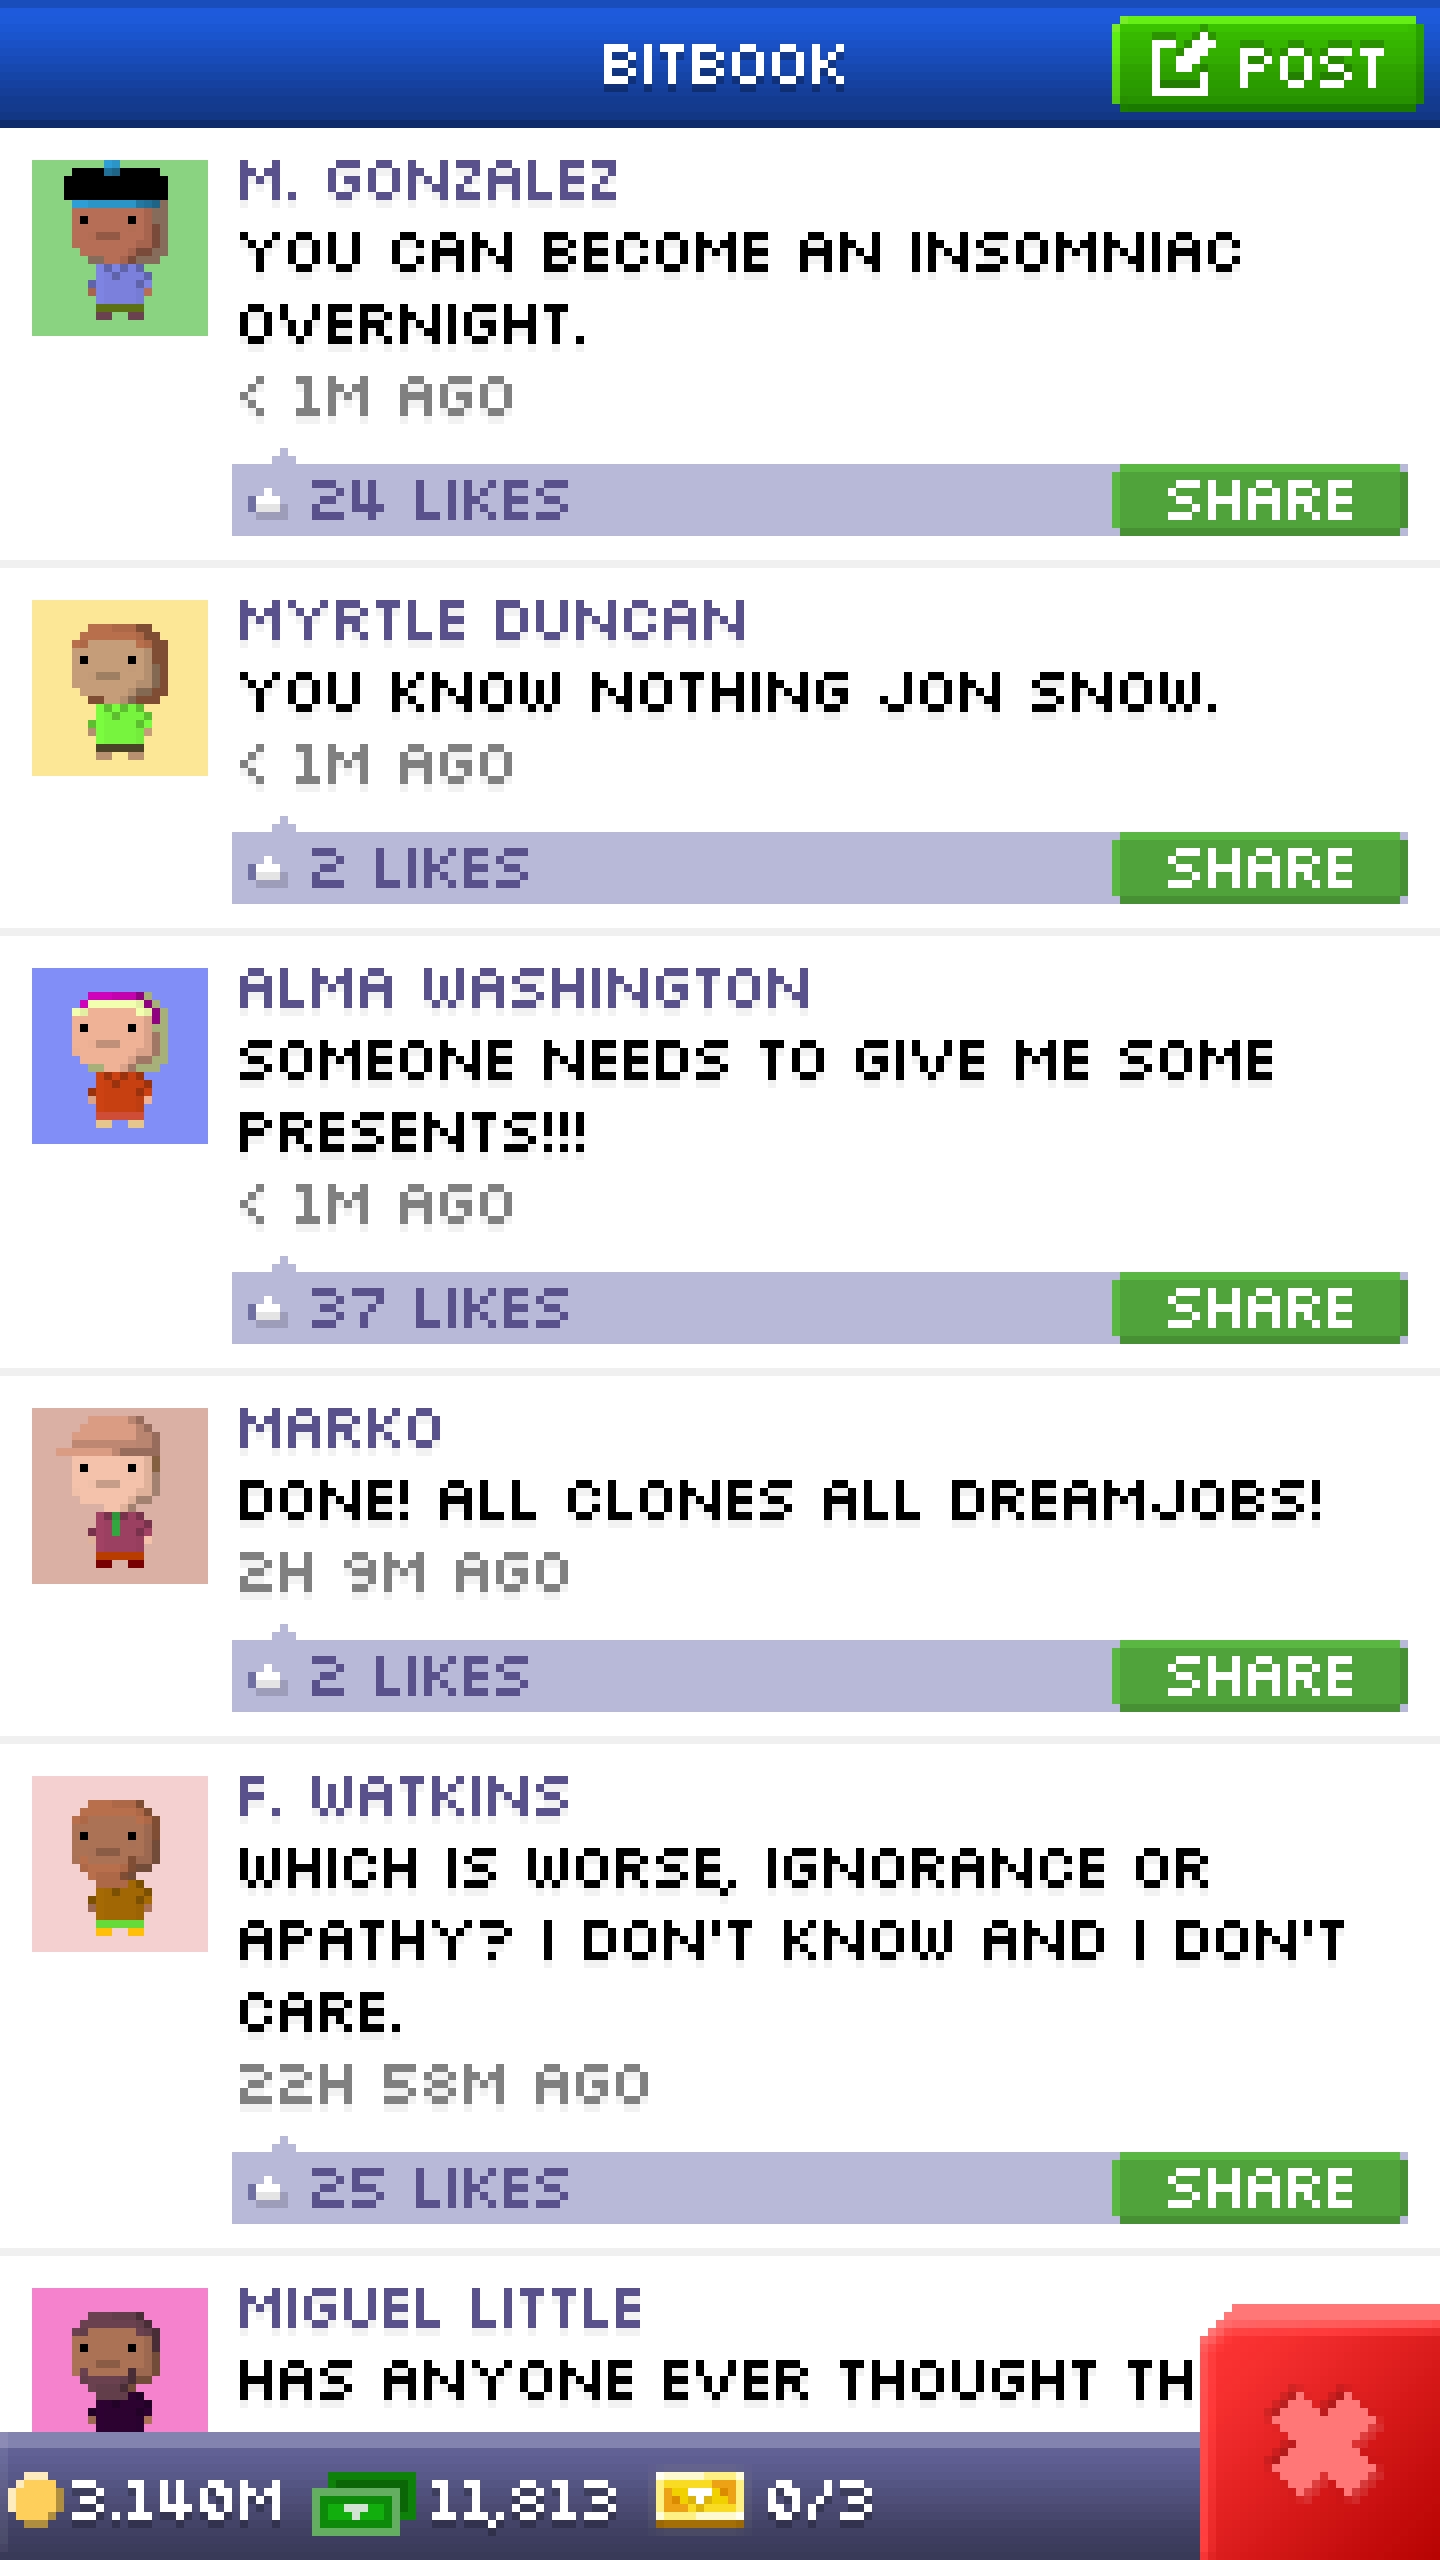 BITBOOK
POST
M. GONZALEZ
YOU CAN BECOME AN INSOMNIAC
OVERNIGHT.
< 1M AGO
24 LIKES
SHARE
MYRTLE DUNCAN
YOU KNOW NOTHING JON SNOW.
< 1M AGO
2 LIKES
SHARE
ALMA WASHINGTON
SOMEONE NEEDS TO GIVE ME SOME
PRESENTS!!!
< 1M AGO
37 LIKES
SHARE
MARKO
DONE! ALL CLONES ALL DREAMJOBS!
2H 9M AGO
2 LIKES
SHARE
F. WATKINS
WHICH IS WORSE, IGNORANCE OR
APATHY? I DON'T KNOW AND I DON'T
CARE.
22H 58M AGO
25 LIKES
SHARE
MIGUEL LITTLE
HAS ANYONE EVER THOUGHT TH
3.140M 11,813 0/3